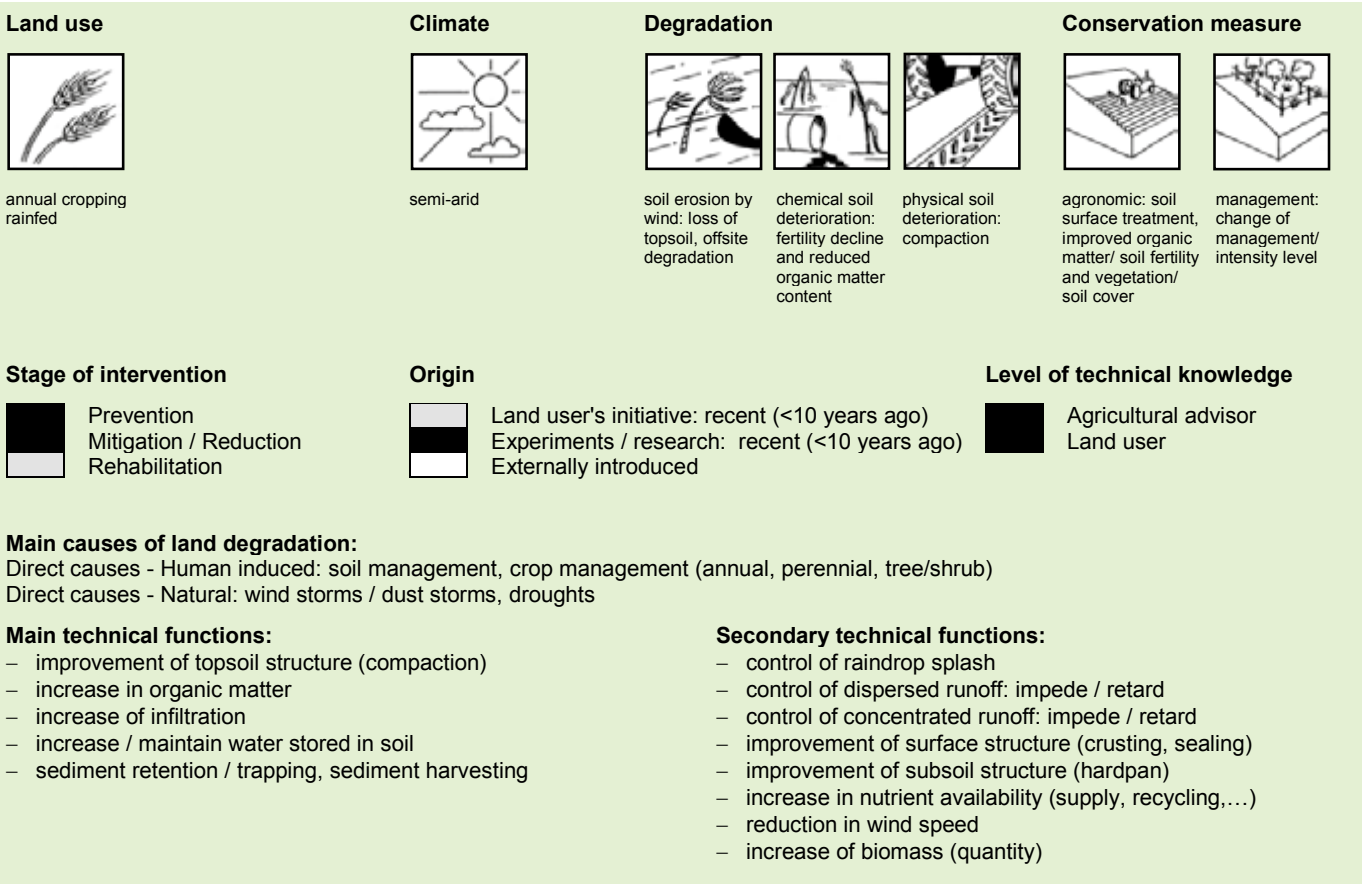 Land use
Climate
Degradation
Conservation measure
annual cropping
rainfed
semi-arid
soil erosion by
wind: loss of
topsoil, offsite
degradation
chemical soil
deterioration:
fertility decline
and reduced
organic matter
content
physical soil
deterioration:
compaction
agronomic: soil
surface treatment,
improved organic
matter/ soil fertility
and vegetation/
soil cover
management:
change of
management/
intensity level
Stage of intervention
Prevention
Mitigation / Reduction
Rehabilitation
Origin
Land user's initiative: recent (<10 years ago)
Experiments / research: recent (<10 years ago)
Externally introduced
Level of technical knowledge
Agricultural advisor
Land user
Main causes of land degradation:
Direct causes - Human induced: soil management, crop management (annual, perennial, tree/shrub)
Direct causes - Natural: wind storms / dust storms, droughts
Main technical functions:
– improvement of topsoil structure (compaction)
– increase in organic matter
– increase of infiltration
– increase / maintain water stored in soil
– sediment retention / trapping, sediment harvesting
Secondary technical functions:
– control of raindrop splash
– control of dispersed runoff: impede / retard
– control of concentrated runoff: impede / retard
– improvement of surface structure (crusting, sealing)
– improvement of subsoil structure (hardpan)
– increase in nutrient availability (supply, recycling,…)
– reduction in wind speed
– increase of biomass (quantity)